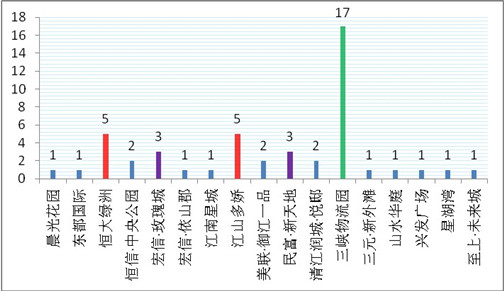 18
16
14
12
10
8
6
4
2
0
1
1
5
2
3
1
1
5
2
3
2
17
1
1
1
1
1
晨光花园
东都国际
恒大绿洲
恒信·中央公园
宏信·玫瑰城
宏信·依山郡
江南星城
江山多娇
美联·御江一品
民富·新天地
清江润城·悦邸
三峡物流园
三元·新外滩
山水华庭
兴发广场
星湖湾
至上·未来城